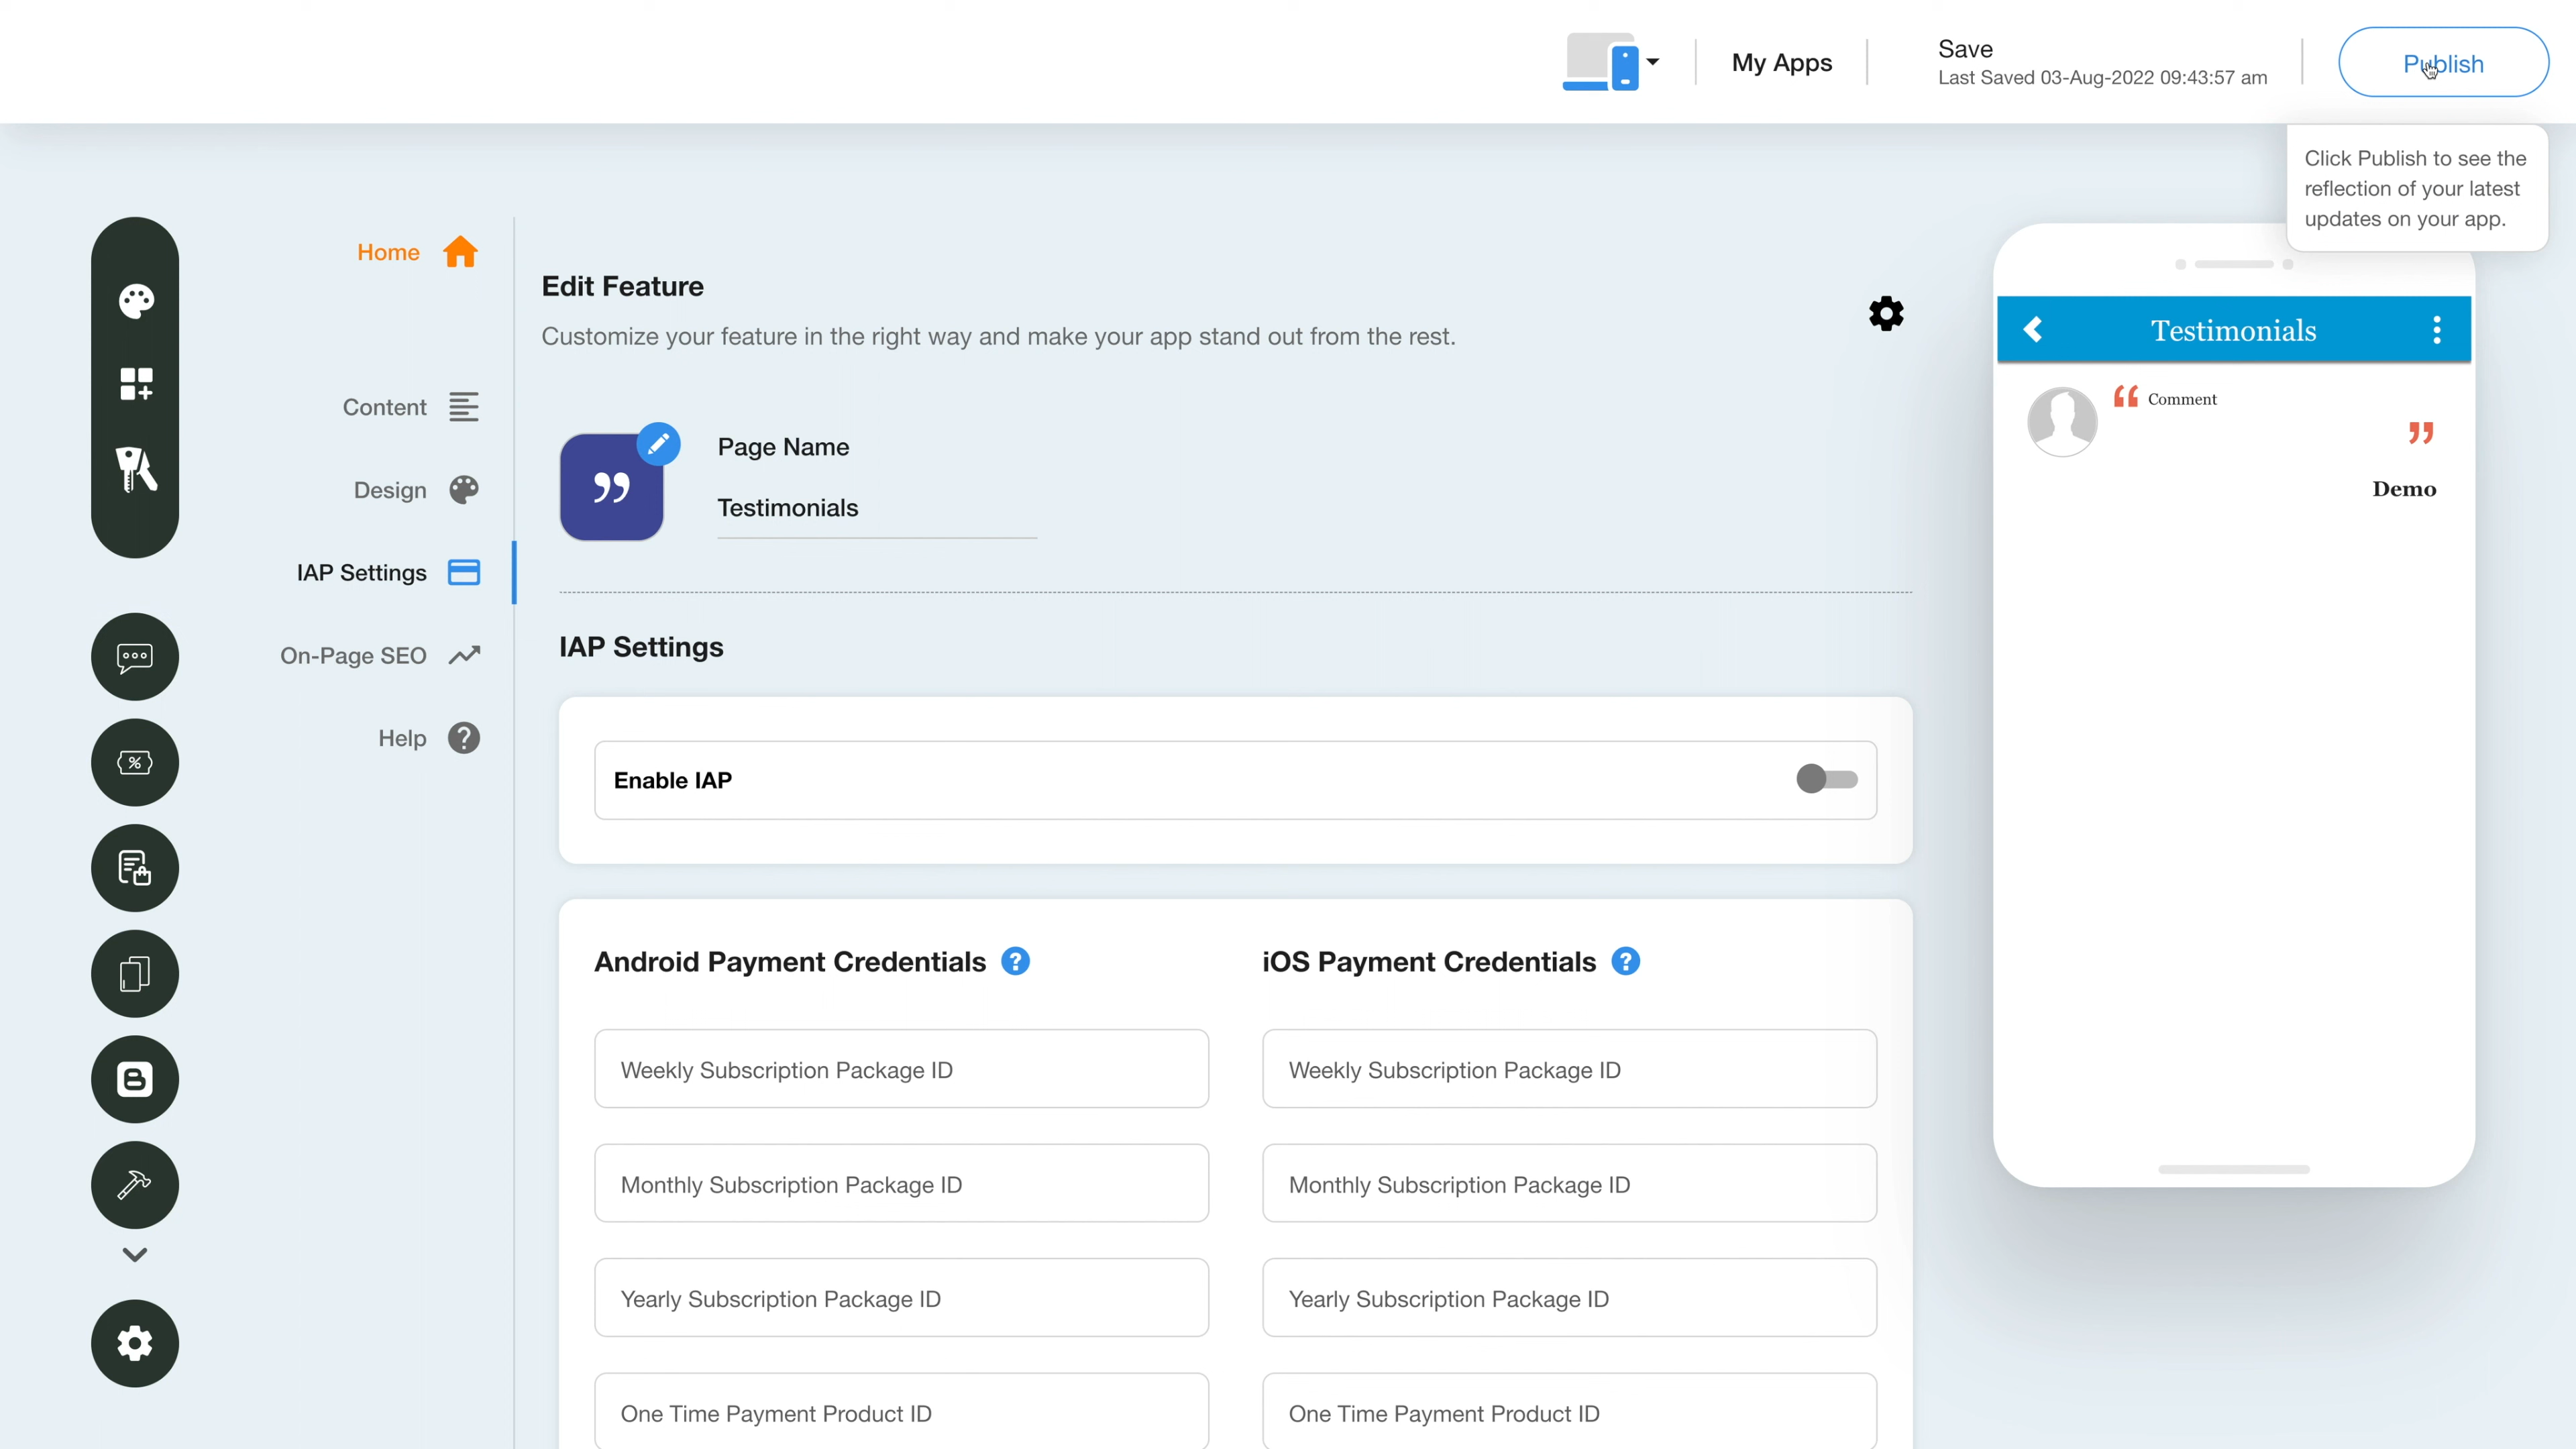 My Apps
Save
Last Saved 03-Aug-2022 09:43:57 am
Publish
Click Publish to see the
reflection of your latest
updates on your app.
Home
Content
Design
IAP Settings
On-Page SEO
Help
Edit Feature
Customize your feature in the right way and make your app stand out from the rest.
Page Name
Testimonials
IAP Settings
Enable IAP
Android Payment Credentials ?
Weekly Subscription Package ID
Monthly Subscription Package ID
Yearly Subscription Package ID
One Time Payment Product ID
iOS Payment Credentials ?
Weekly Subscription Package ID
Monthly Subscription Package ID
Yearly Subscription Package ID
One Time Payment Product ID
Testimonials
“ Comment
”
Demo